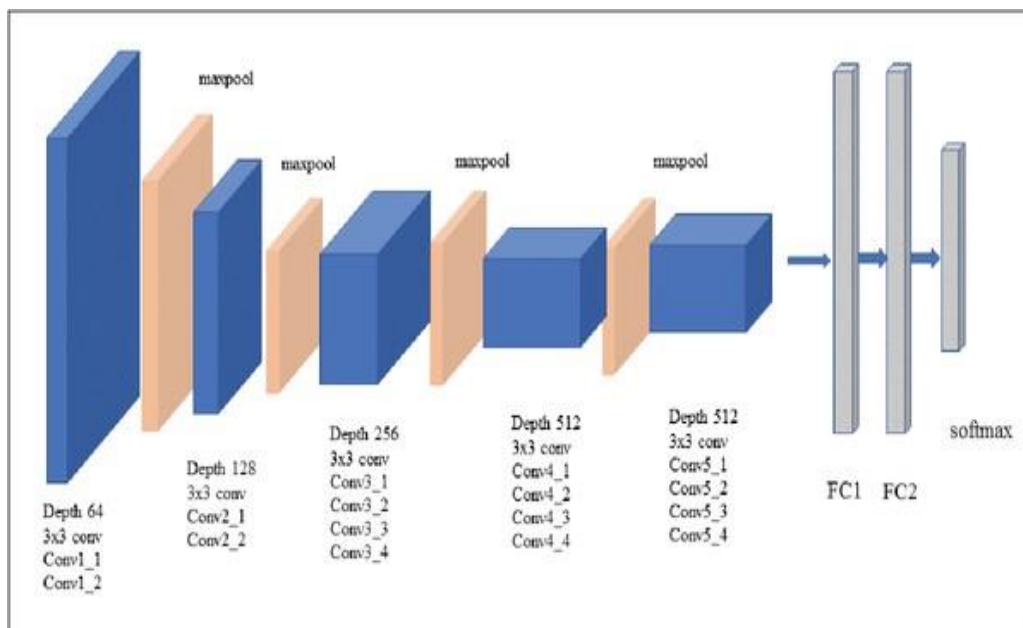 maxpool
maxpool
maxpool
maxpool
Depth 64
3x3 conv
Conv1_1
Conv1_2
Depth 128
3x3 conv
Conv2_1
Conv2_2
Depth 256
3x3 conv
Conv3_1
Conv3_2
Conv3_3
Conv3_4
Depth 512
3x3 conv
Conv4_1
Conv4_2
Conv4_3
Conv4_4
Depth 512
3x3 conv
Conv5_1
Conv5_2
Conv5_3
Conv5_4
FC1
FC2
softmax